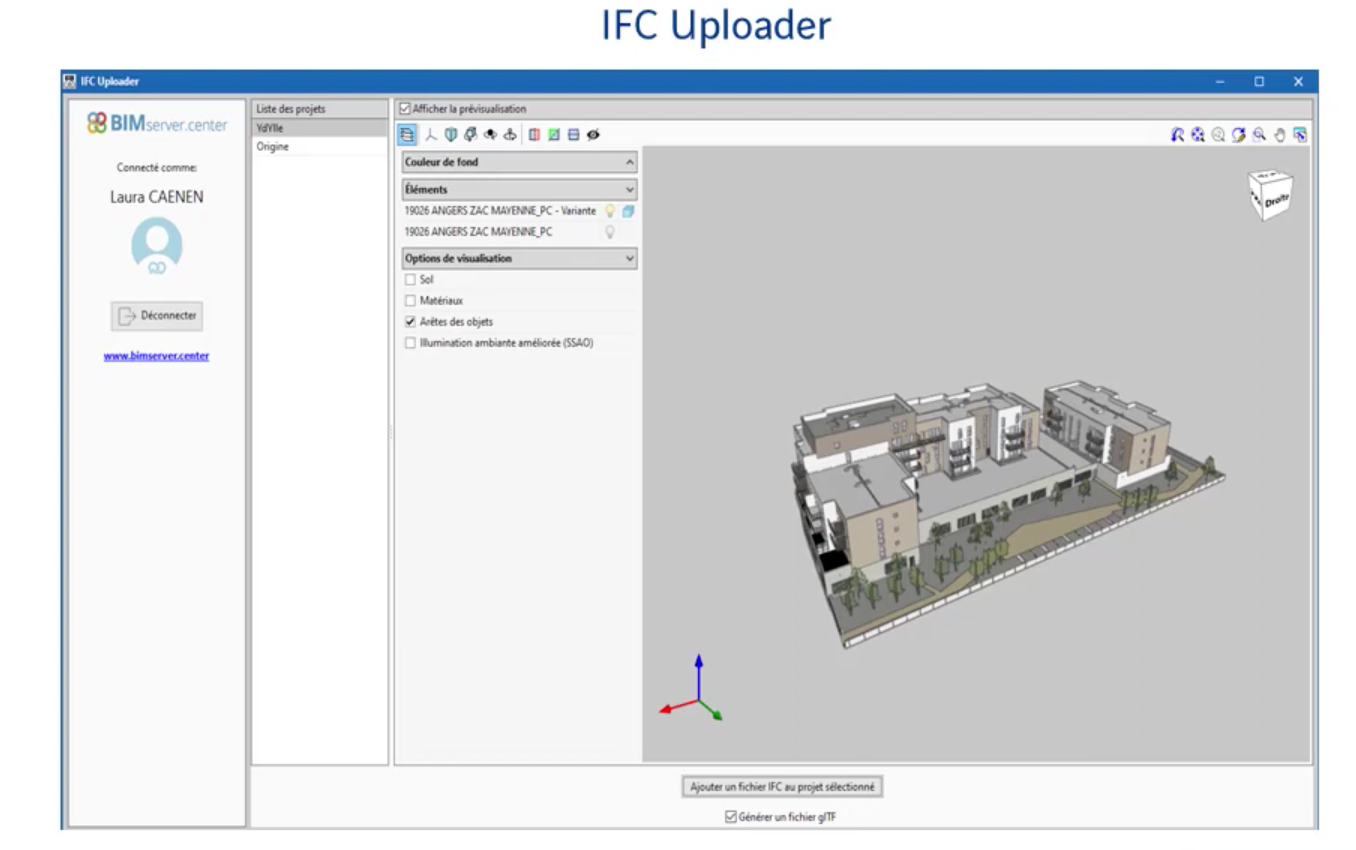 IFC Uploader
IFC Uploader
BIMserver.center
Connecté comme:
Laura CAENEN
Déconnecter
www.bimserver.center
Liste des projets
YdYlle
Origine
Afficher la prévisualisation
Couleur de fond
Éléments
19026 ANGERS ZAC MAYENNE_PC - Variante
19026 ANGERS ZAC MAYENNE_PC
Options de visualisation
Sol
Matériaux
Arêtes des objets
Illumination ambiante améliorée (SSAO)
Droite
Ajouter un fichier IFC au projet sélectionné
Générer un fichier glTF